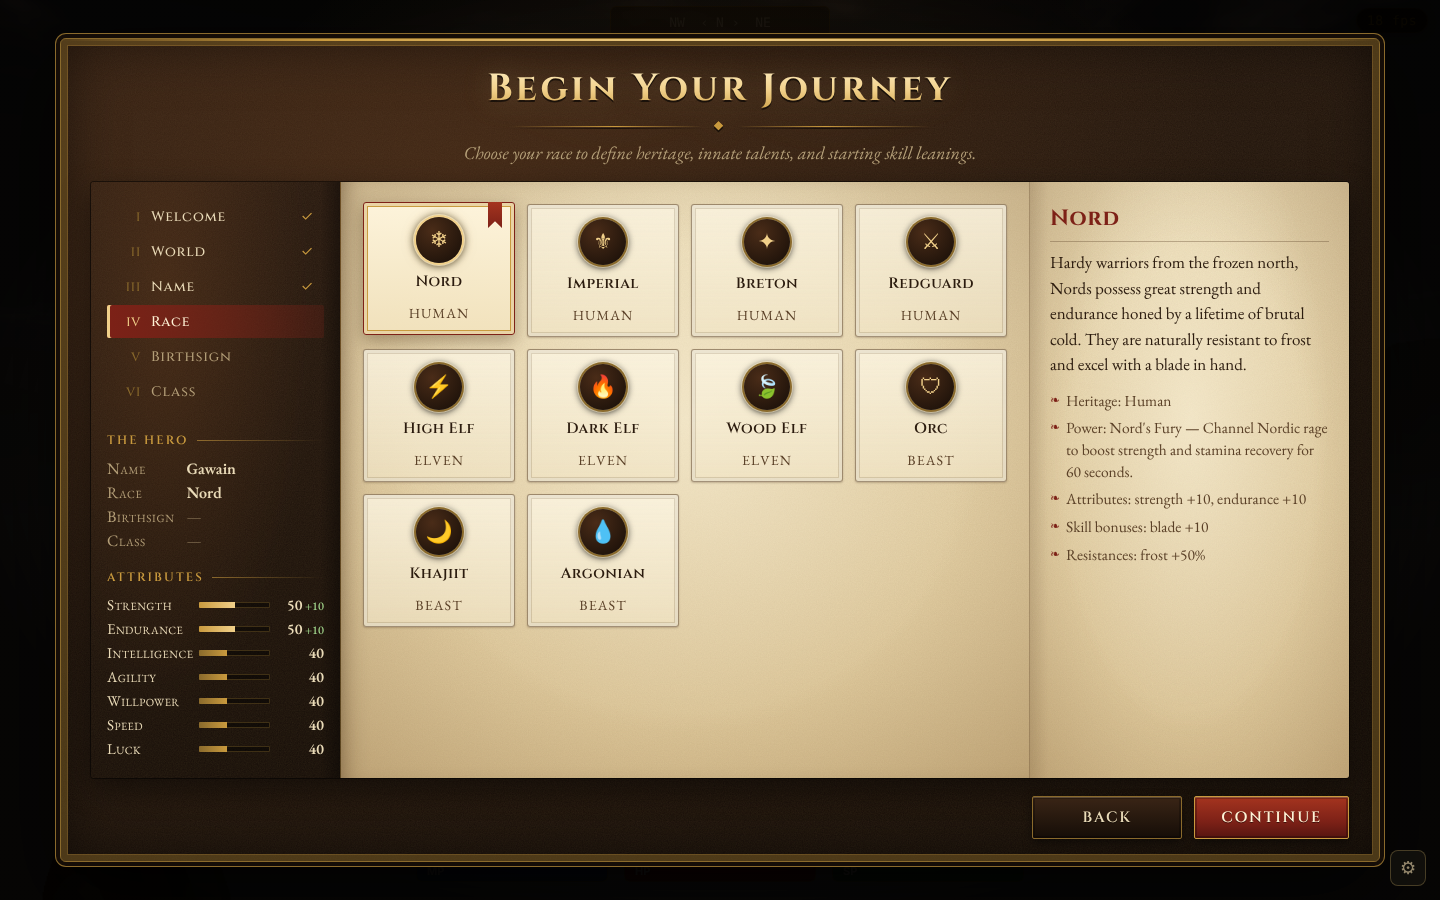 NW N NE
Begin Your Journey
Choose your race to define heritage, innate talents, and starting skill leanings.
I Welcome ✓
II World ✓
III Name ✓
IV Race
V Birthsign
VI Class
The Hero
Name Gawain
Race Nord
Birthsign —
Class —
Attributes
Strength 50 +10
Endurance 50 +10
Intelligence 40
Agility 40
Willpower 40
Speed 40
Luck 40
Nord
HUMAN
Imperial
HUMAN
Breton
HUMAN
Redguard
HUMAN
High Elf
ELVEN
Dark Elf
ELVEN
Wood Elf
ELVEN
Orc
BEAST
Khajiit
BEAST
Argonian
BEAST
Nord
Hardy warriors from the frozen north,
Nords possess great strength and
endurance honed by a lifetime of brutal
cold. They are naturally resistant to frost
and excel with a blade in hand.
Heritage: Human
Power: Nord's Fury — Channel Nordic rage
to boost strength and stamina recovery for
60 seconds.
Attributes: strength +10, endurance +10
Skill bonuses: blade +10
Resistances: frost +50%
BACK
CONTINUE